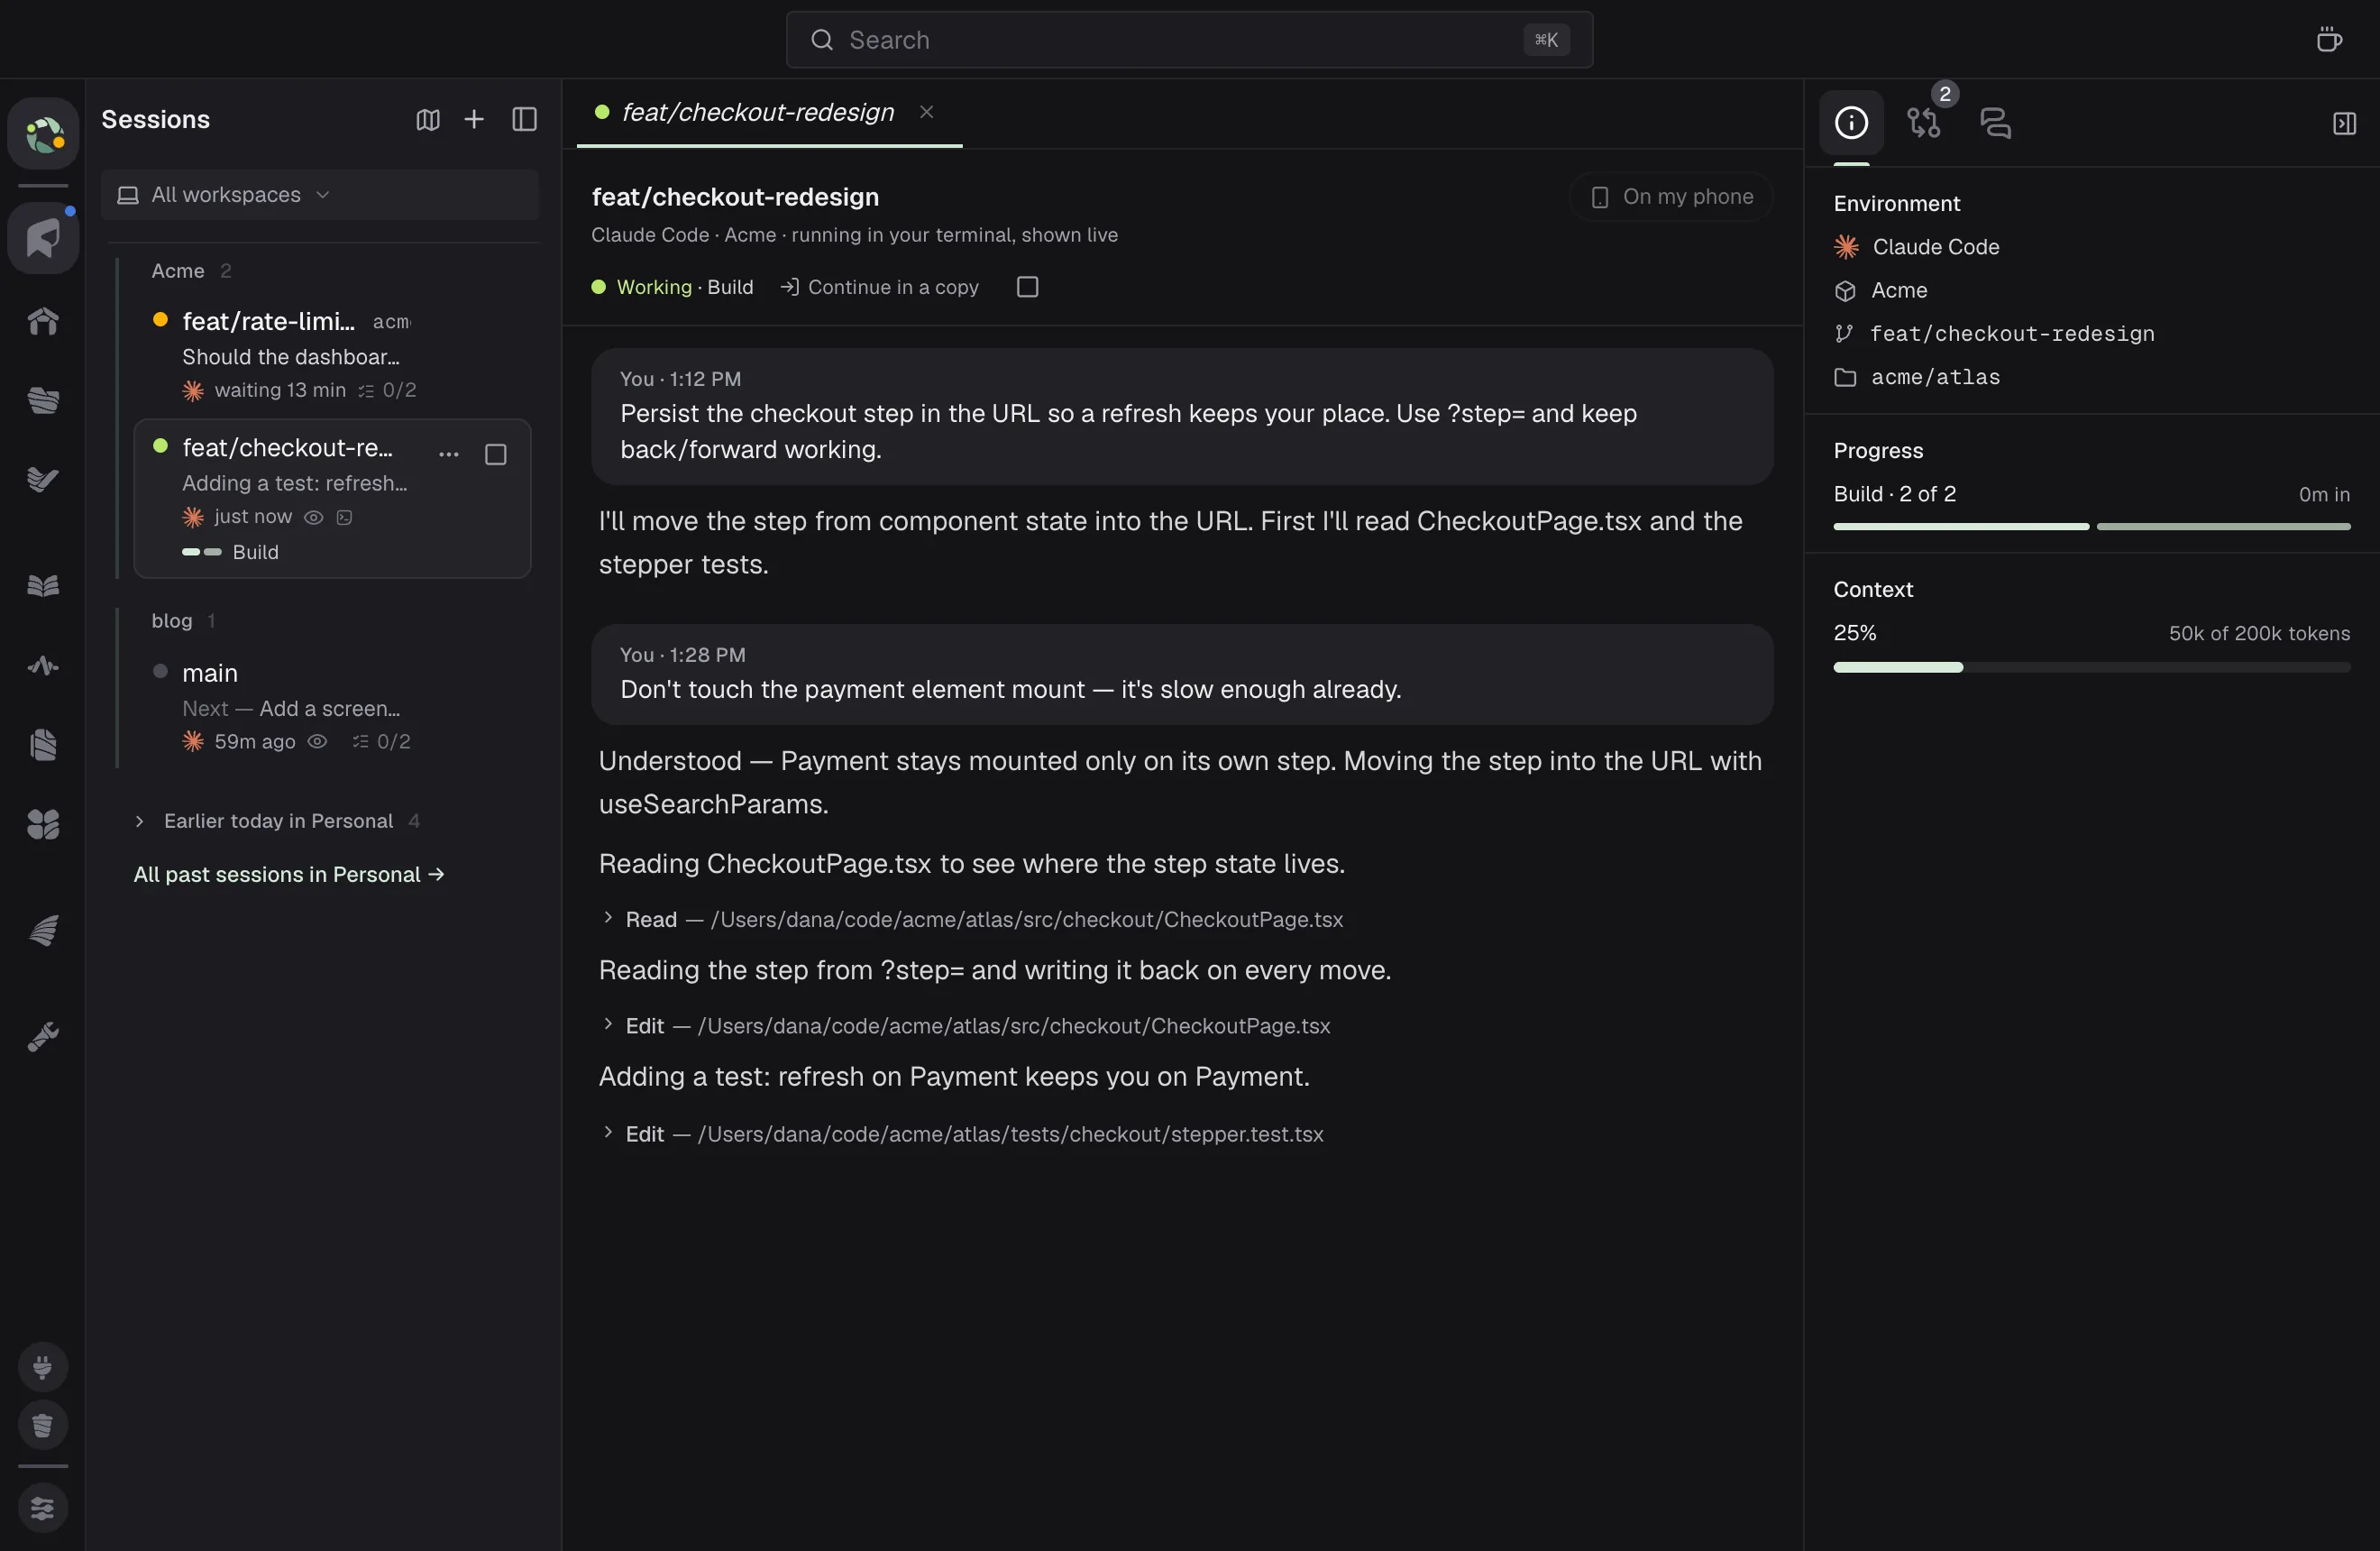 Search
⌘K
Sessions
All workspaces
Acme 2
feat/rate-limi...
Should the dashboar...
waiting 13 min 0/2
feat/checkout-re...
Adding a test: refresh...
just now
Build
blog 1
main
Next — Add a screen...
59m ago 0/2
Earlier today in Personal 4
All past sessions in Personal →
feat/checkout-redesign
feat/checkout-redesign
On my phone
Claude Code · Acme · running in your terminal, shown live
Working · Build
Continue in a copy
You · 1:12 PM
Persist the checkout step in the URL so a refresh keeps your place. Use ?step= and keep
back/forward working.
I'll move the step from component state into the URL. First I'll read CheckoutPage.tsx and the
stepper tests.
You · 1:28 PM
Don't touch the payment element mount — it's slow enough already.
Understood — Payment stays mounted only on its own step. Moving the step into the URL with
useSearchParams.
Reading CheckoutPage.tsx to see where the step state lives.
Read — /Users/dana/code/acme/atlas/src/checkout/CheckoutPage.tsx
Reading the step from ?step= and writing it back on every move.
Edit — /Users/dana/code/acme/atlas/src/checkout/CheckoutPage.tsx
Adding a test: refresh on Payment keeps you on Payment.
Edit — /Users/dana/code/acme/atlas/tests/checkout/stepper.test.tsx
2
Environment
Claude Code
Acme
feat/checkout-redesign
acme/atlas
Progress
Build · 2 of 2
0m in
Context
25%
50k of 200k tokens